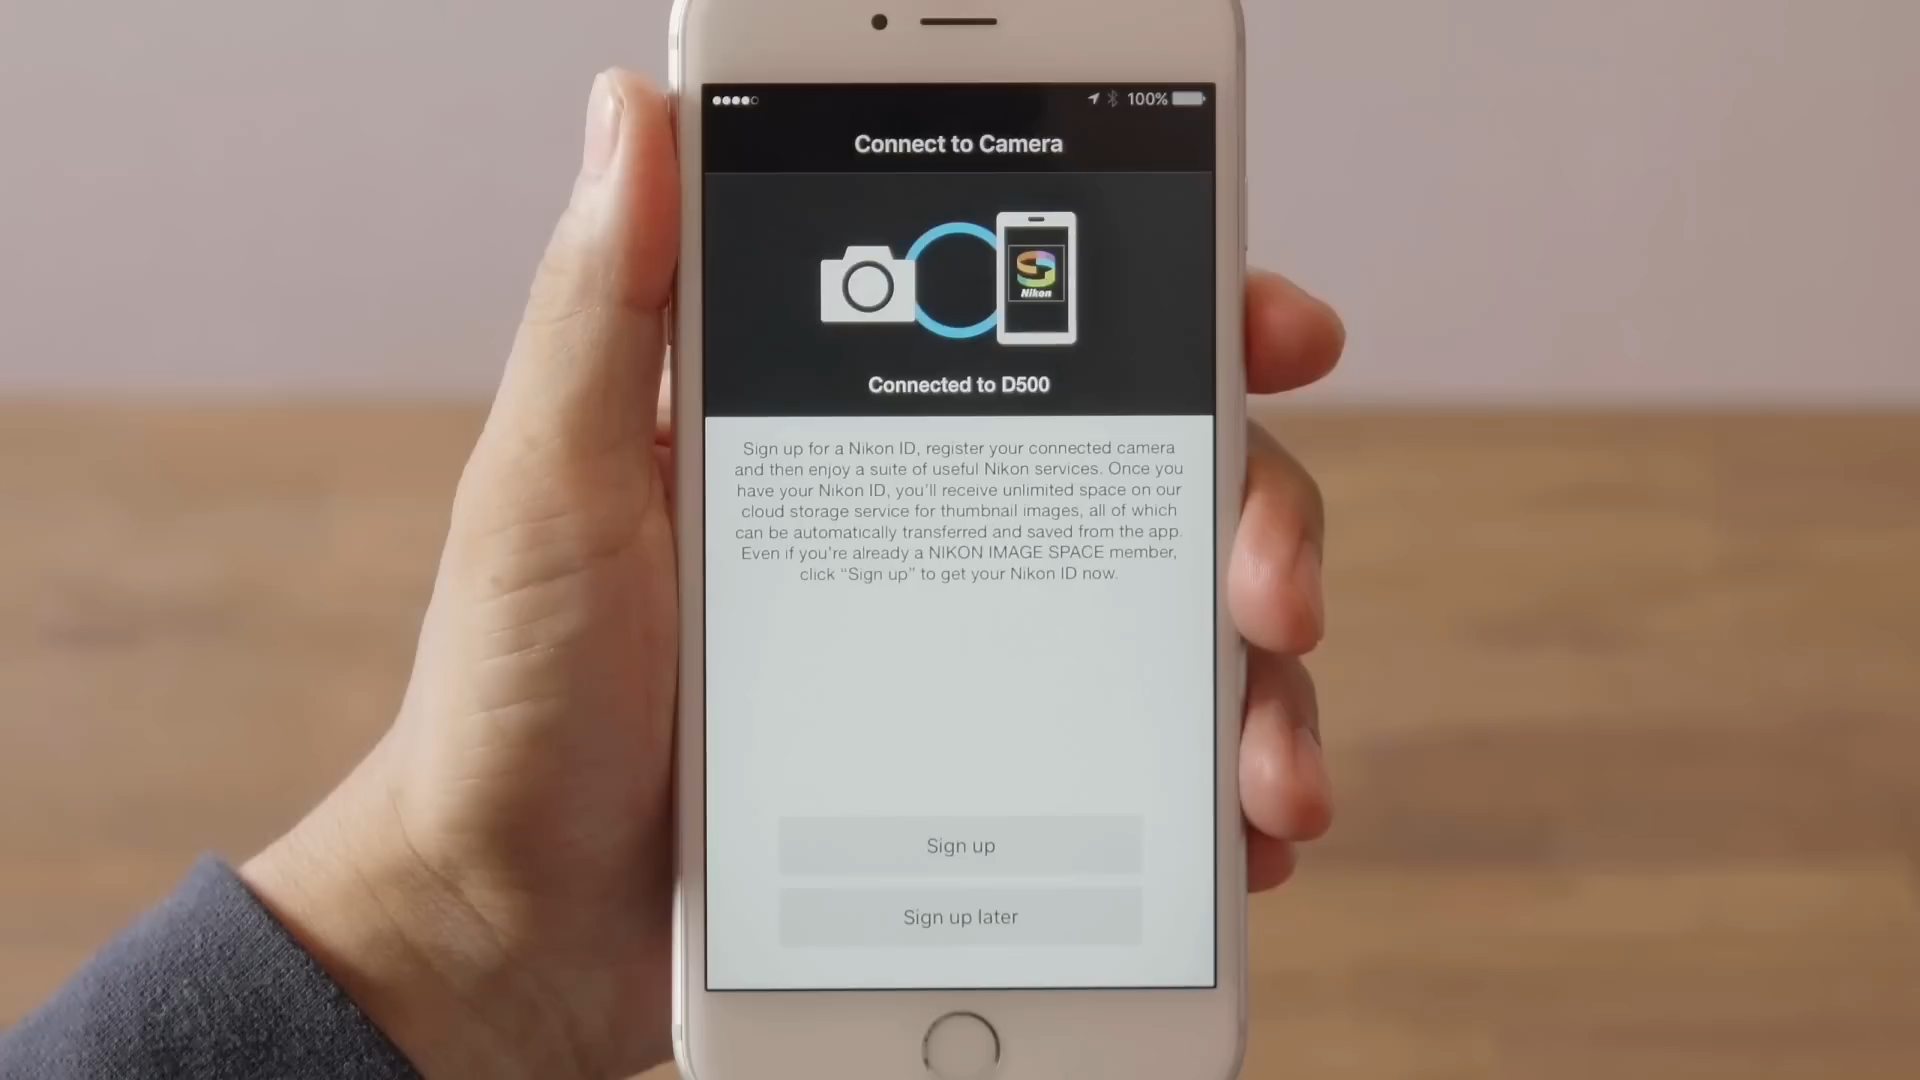 100%
Connect to Camera
Nikon
Connected to D500
Sign up for a Nikon ID, register your connected camera
and then enjoy a suite of useful Nikon services. Once you
have your Nikon ID, you'll receive unlimited space on our
cloud storage service for thumbnail images, all of which
can be automatically transferred and saved from the app.
Even if you're already a NIKON IMAGE SPACE member,
click “Sign up” to get your Nikon ID now.
Sign up
Sign up later